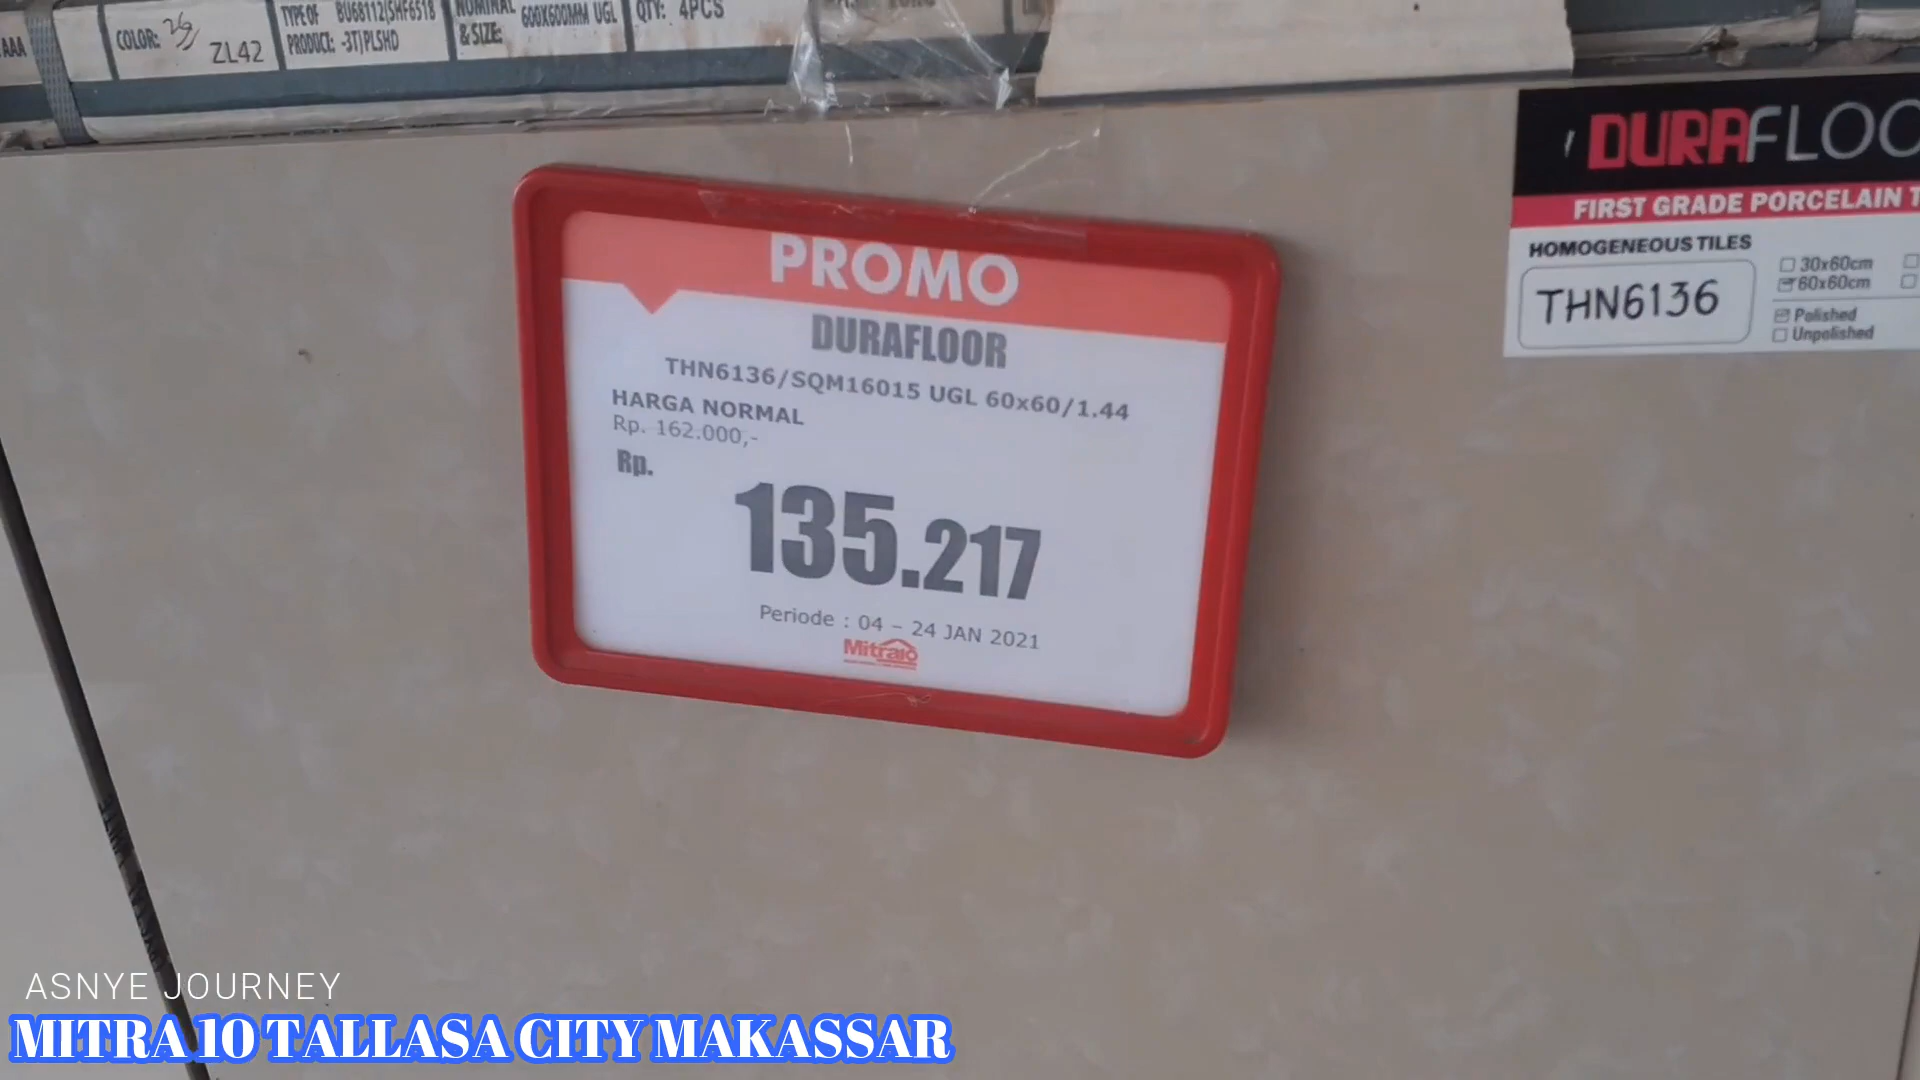 AAA
COLOR: 26
ZL42
TYPE OF BU68112|SHF6518
PRODUCT: -3T|PLSHD
NOMINAL
& SIZE: 600X600MM UGL
QTY: 4PCS
DURAFLOO
FIRST GRADE PORCELAIN T
HOMOGENEOUS TILES
THN6136
30x60cm
60x60cm
Polished
Unpolished
PROMO
DURAFLOOR
THN6136/SQM16015 UGL 60x60/1.44
HARGA NORMAL
Rp. 162.000,-
Rp.
135.217
Periode : 04 – 24 JAN 2021
Mitra10
ASNYE JOURNEY
MITRA 10 TALLASA CITY MAKASSAR